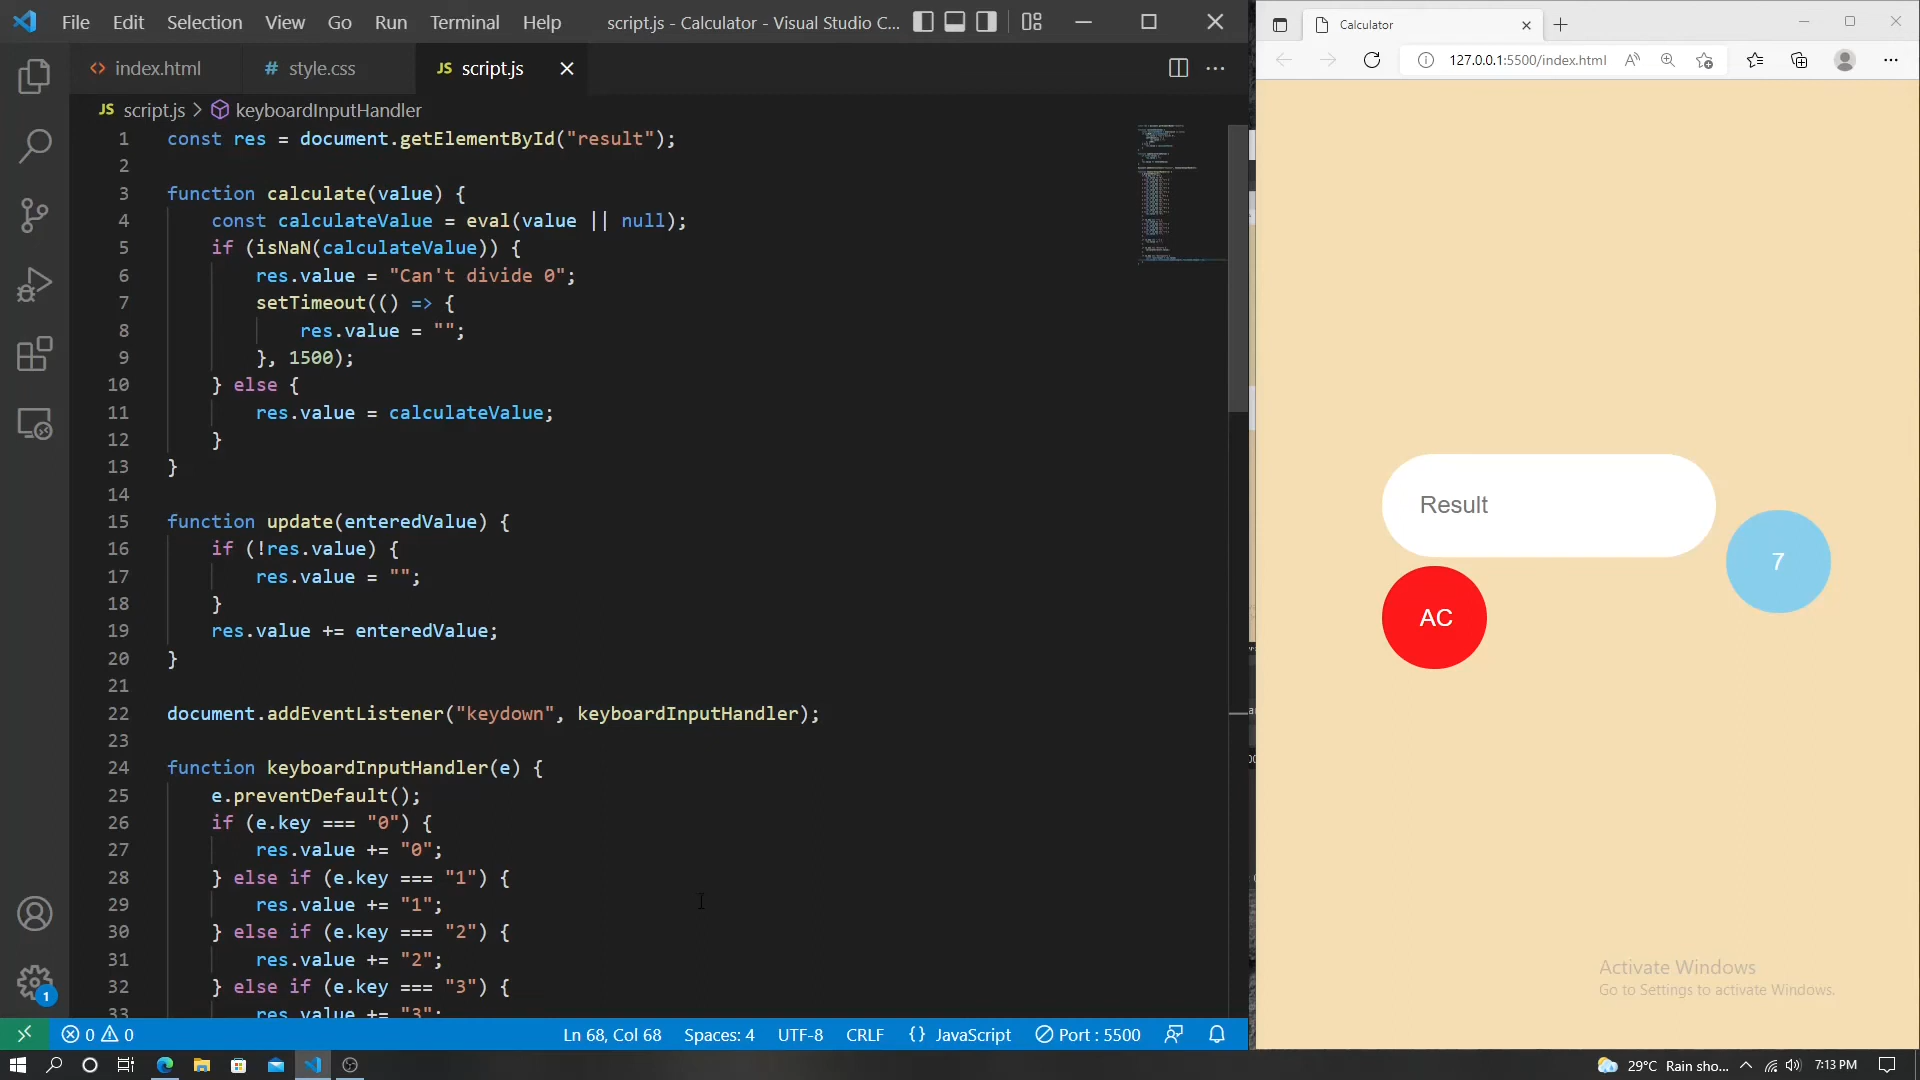 File Edit Selection View Go Run Terminal Help script.js - Calculator - Visual Studio C...
index.html style.css JS script.js
JS script.js > keyboardInputHandler
1 const res = document.getElementById("result");
2
3 function calculate(value) {
4 const calculateValue = eval(value || null);
5 if (isNaN(calculateValue)) {
6 res.value = "Can't divide 0";
7 setTimeout(() => {
8 res.value = "";
9 }, 1500);
10 } else {
11 res.value = calculateValue;
12 }
13 }
14
15 function update(enteredValue) {
16 if (!res.value) {
17 res.value = "";
18 }
19 res.value += enteredValue;
20 }
21
22 document.addEventListener("keydown", keyboardInputHandler);
23
24 function keyboardInputHandler(e) {
25 e.preventDefault();
26 if (e.key === "0") {
27 res.value += "0";
28 } else if (e.key === "1") {
29 res.value += "1";
30 } else if (e.key === "2") {
31 res.value += "2";
32 } else if (e.key === "3") {
33 res.value += "3";
1
0 0 Ln 68, Col 68 Spaces: 4 UTF-8 CRLF {} JavaScript Port : 5500
Calculator
127.0.0.1:5500/index.html
Result
7
AC
Activate Windows
Go to Settings to activate Windows.
29°C Rain sho... 7:13 PM